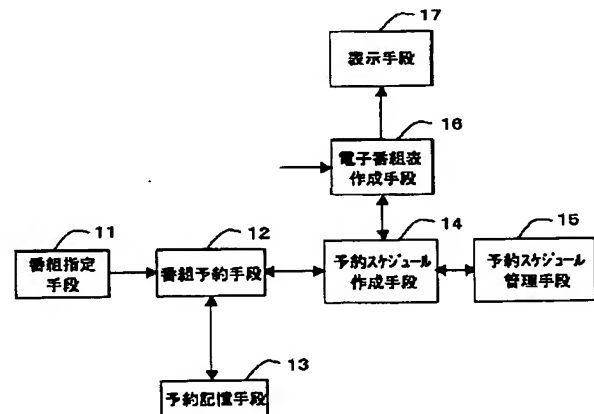 17
表示手段
16
電子番組表
作成手段
11
番組指定
手段
12
番組予約手段
14
予約スケジュール
作成手段
15
予約スケジュール
管理手段
13
予約記憶手段